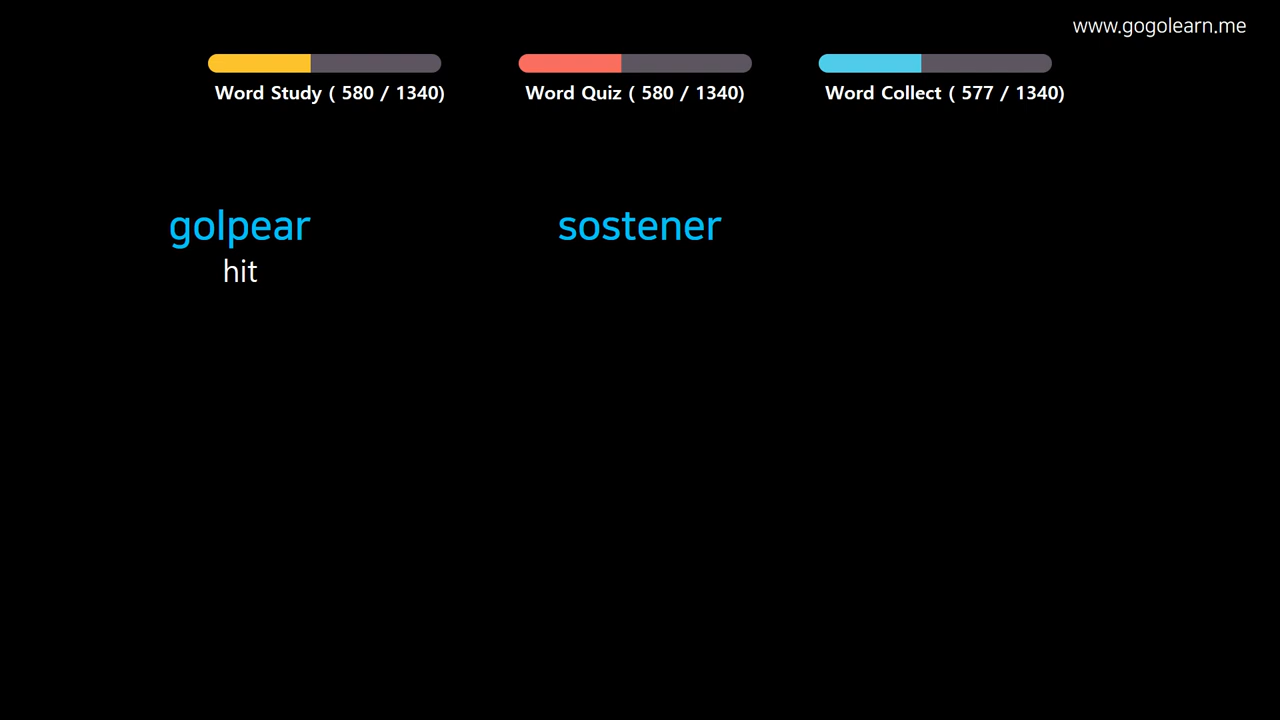 www.gogolearn.me
Word Study ( 580 / 1340)
Word Quiz ( 580 / 1340)
Word Collect ( 577 / 1340)
golpear
hit
sostener